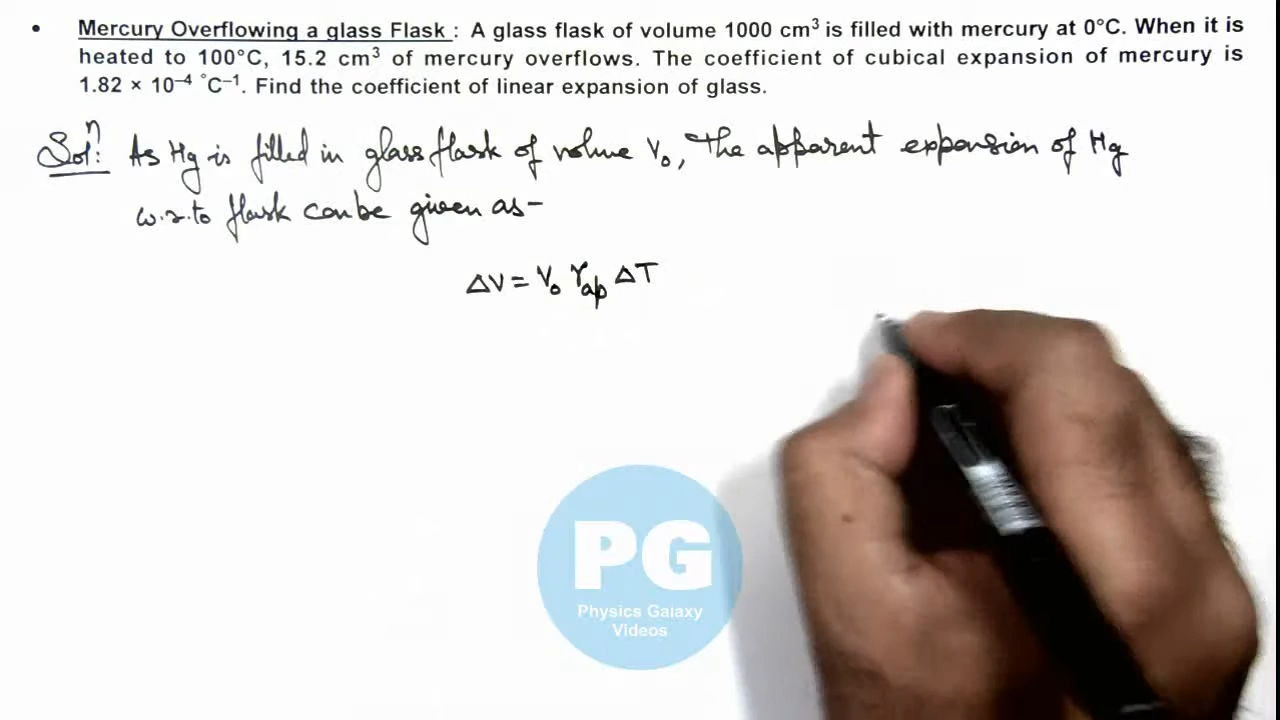 • Mercury Overflowing a glass Flask : A glass flask of volume 1000 cm³ is filled with mercury at 0°C. When it is
heated to 100°C, 15.2 cm³ of mercury overflows. The coefficient of cubical expansion of mercury is
1.82 × 10⁻⁴ °C⁻¹. Find the coefficient of linear expansion of glass.
Solⁿ: As Hg is filled in glass flask of volume V₀, The apparent expansion of Hg
w.r.to flask can be given as–
ΔV = V₀ γap ΔT
PG
Physics Galaxy
Videos